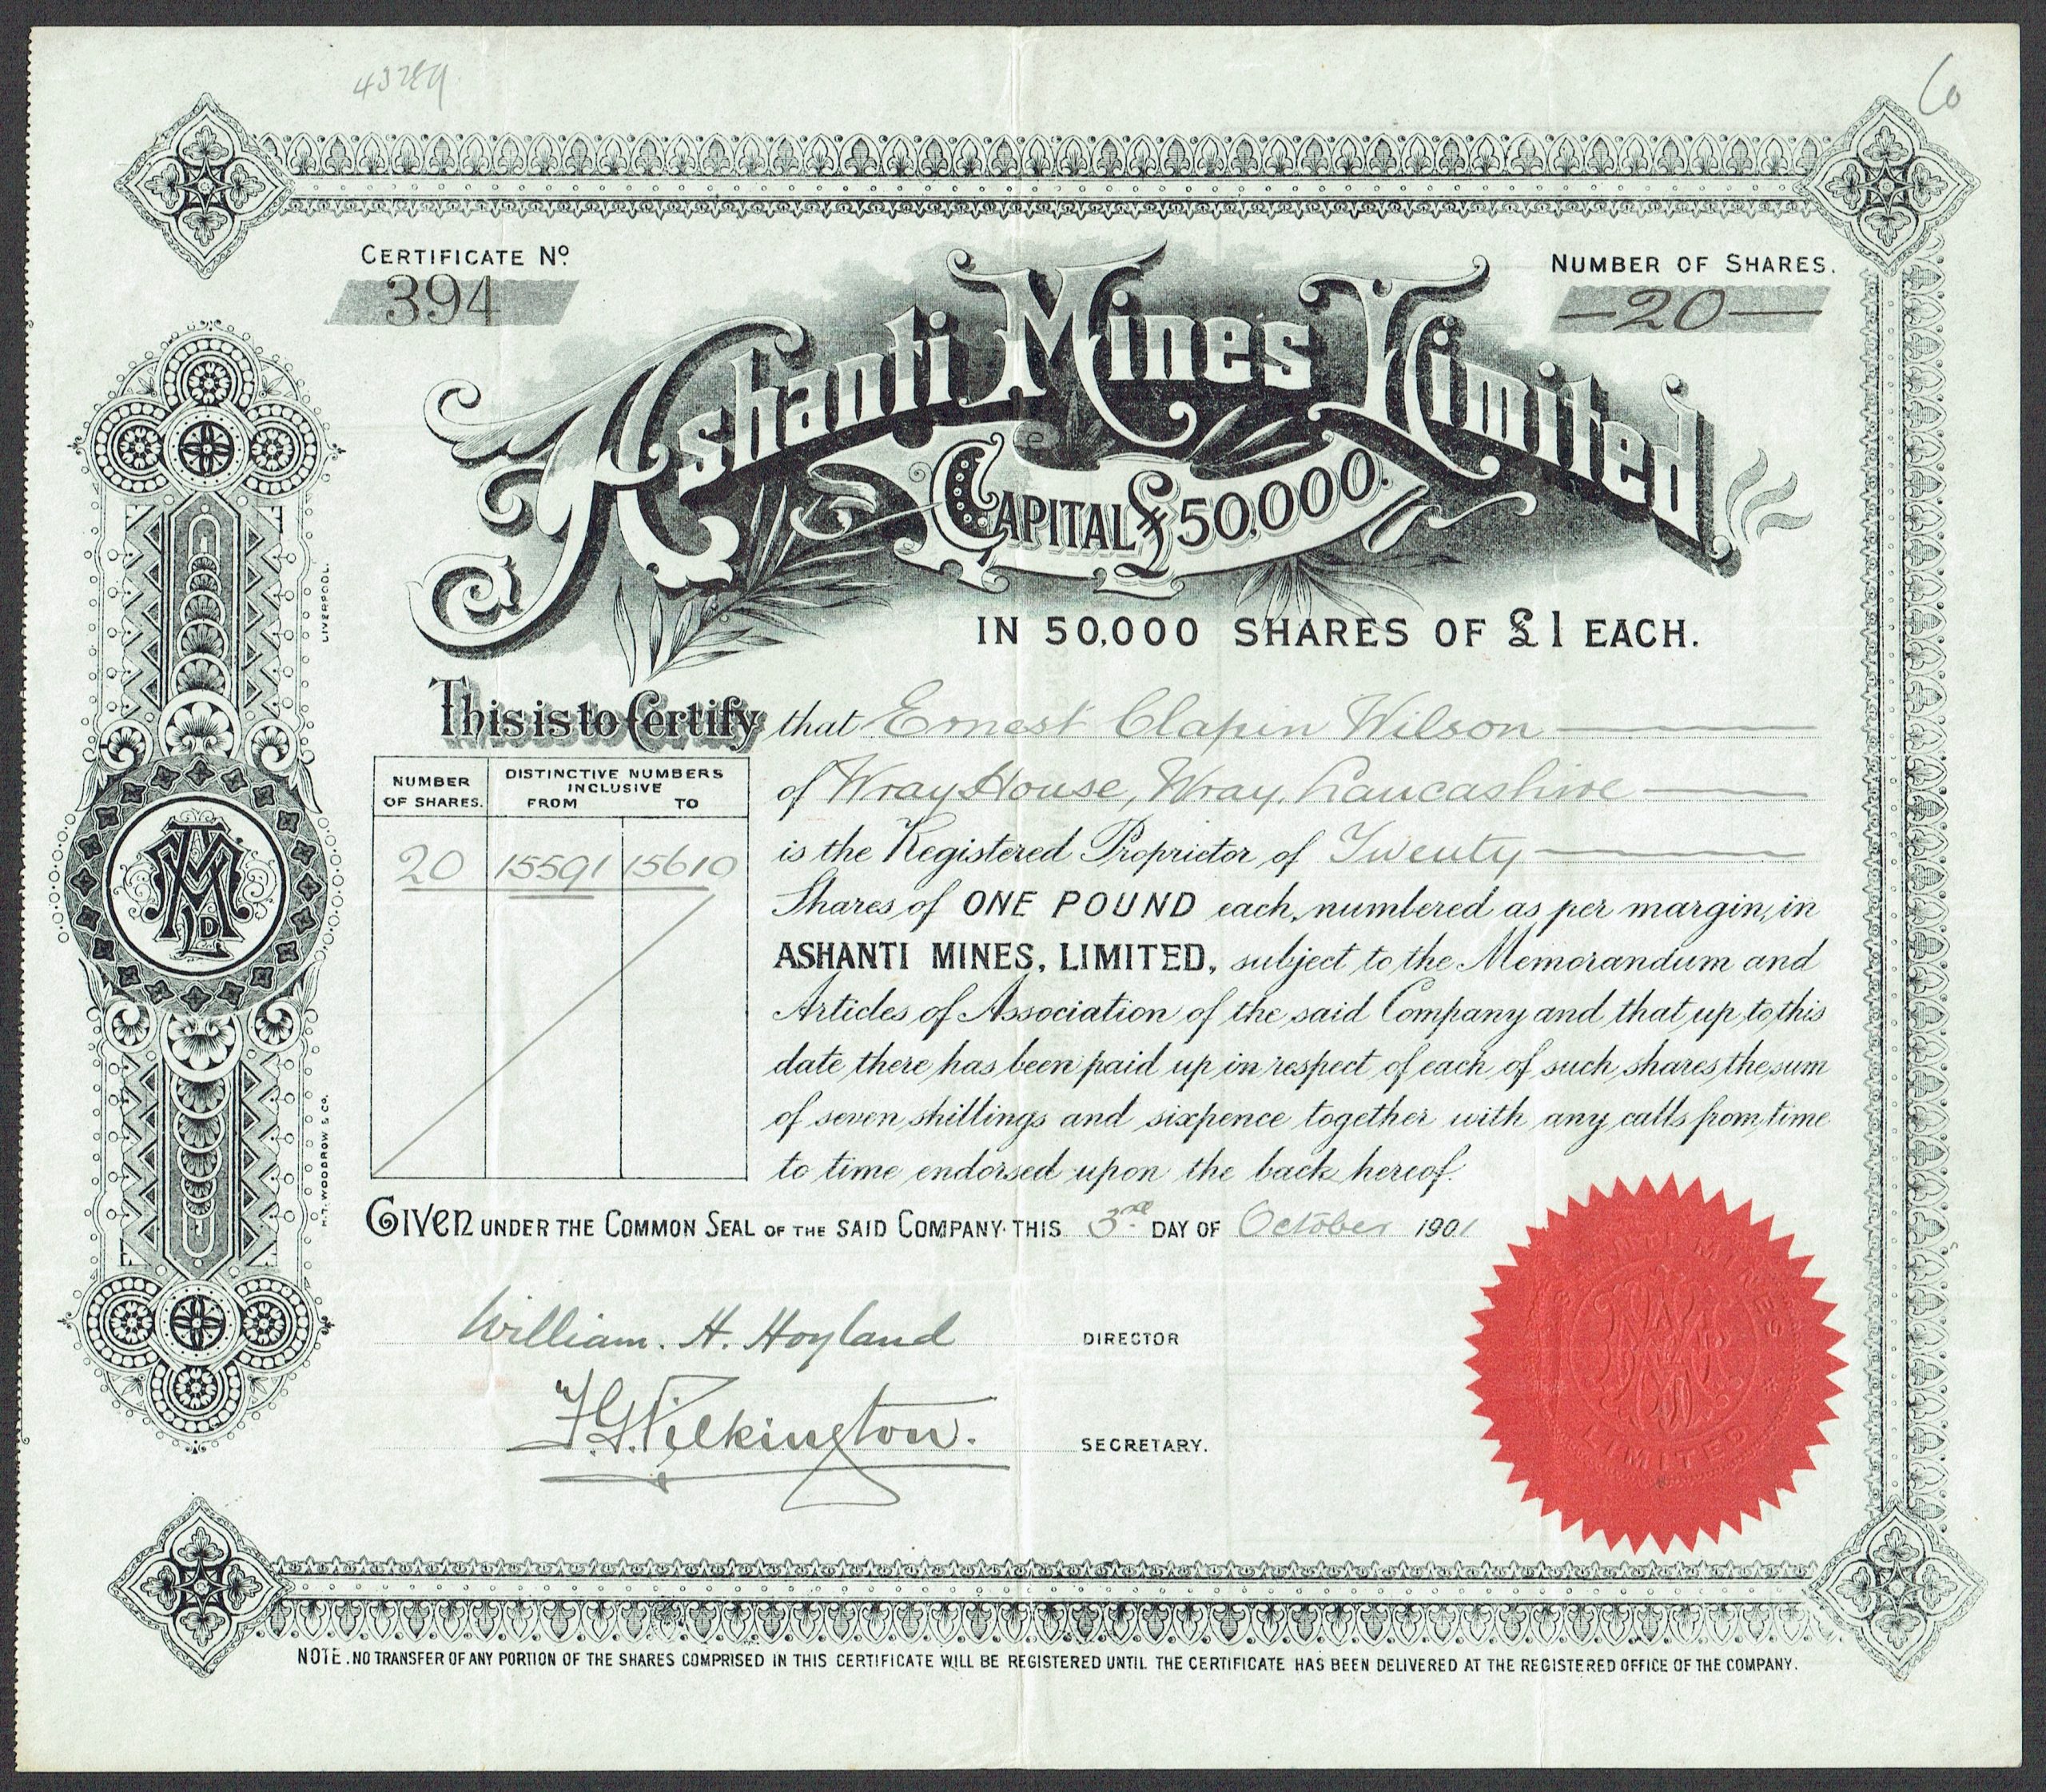 60
CERTIFICATE Nº
394
NUMBER OF SHARES.
—20—
Ashanti Mines Limited
CAPITAL £50,000.
IN 50,000 SHARES OF £1 EACH.
This is to Certify that Ernest Clapin Wilson
of Wray House, Wray, Lancashire
is the Registered Proprietor of Twenty
Shares of ONE POUND each, numbered as per margin, in
ASHANTI MINES, LIMITED, subject to the Memorandum and
Articles of Association of the said Company and that up to this
date there has been paid up in respect of each of such shares the sum
of seven shillings and sixpence together with any calls from time
to time endorsed upon the back hereof.
NUMBER OF SHARES.
DISTINCTIVE NUMBERS
INCLUSIVE
FROM TO
20 15591 15610
GIVEN UNDER THE COMMON SEAL OF THE SAID COMPANY THIS 3rd DAY OF October 1901
William. H. Hoyland DIRECTOR
F. G. Pilkington. SECRETARY.
ASHANTI MINES
LIMITED
AM LD
H.T. WOODROW & CO. LIVERPOOL.
NOTE. NO TRANSFER OF ANY PORTION OF THE SHARES COMPRISED IN THIS CERTIFICATE WILL BE REGISTERED UNTIL THE CERTIFICATE HAS BEEN DELIVERED AT THE REGISTERED OFFICE OF THE COMPANY.